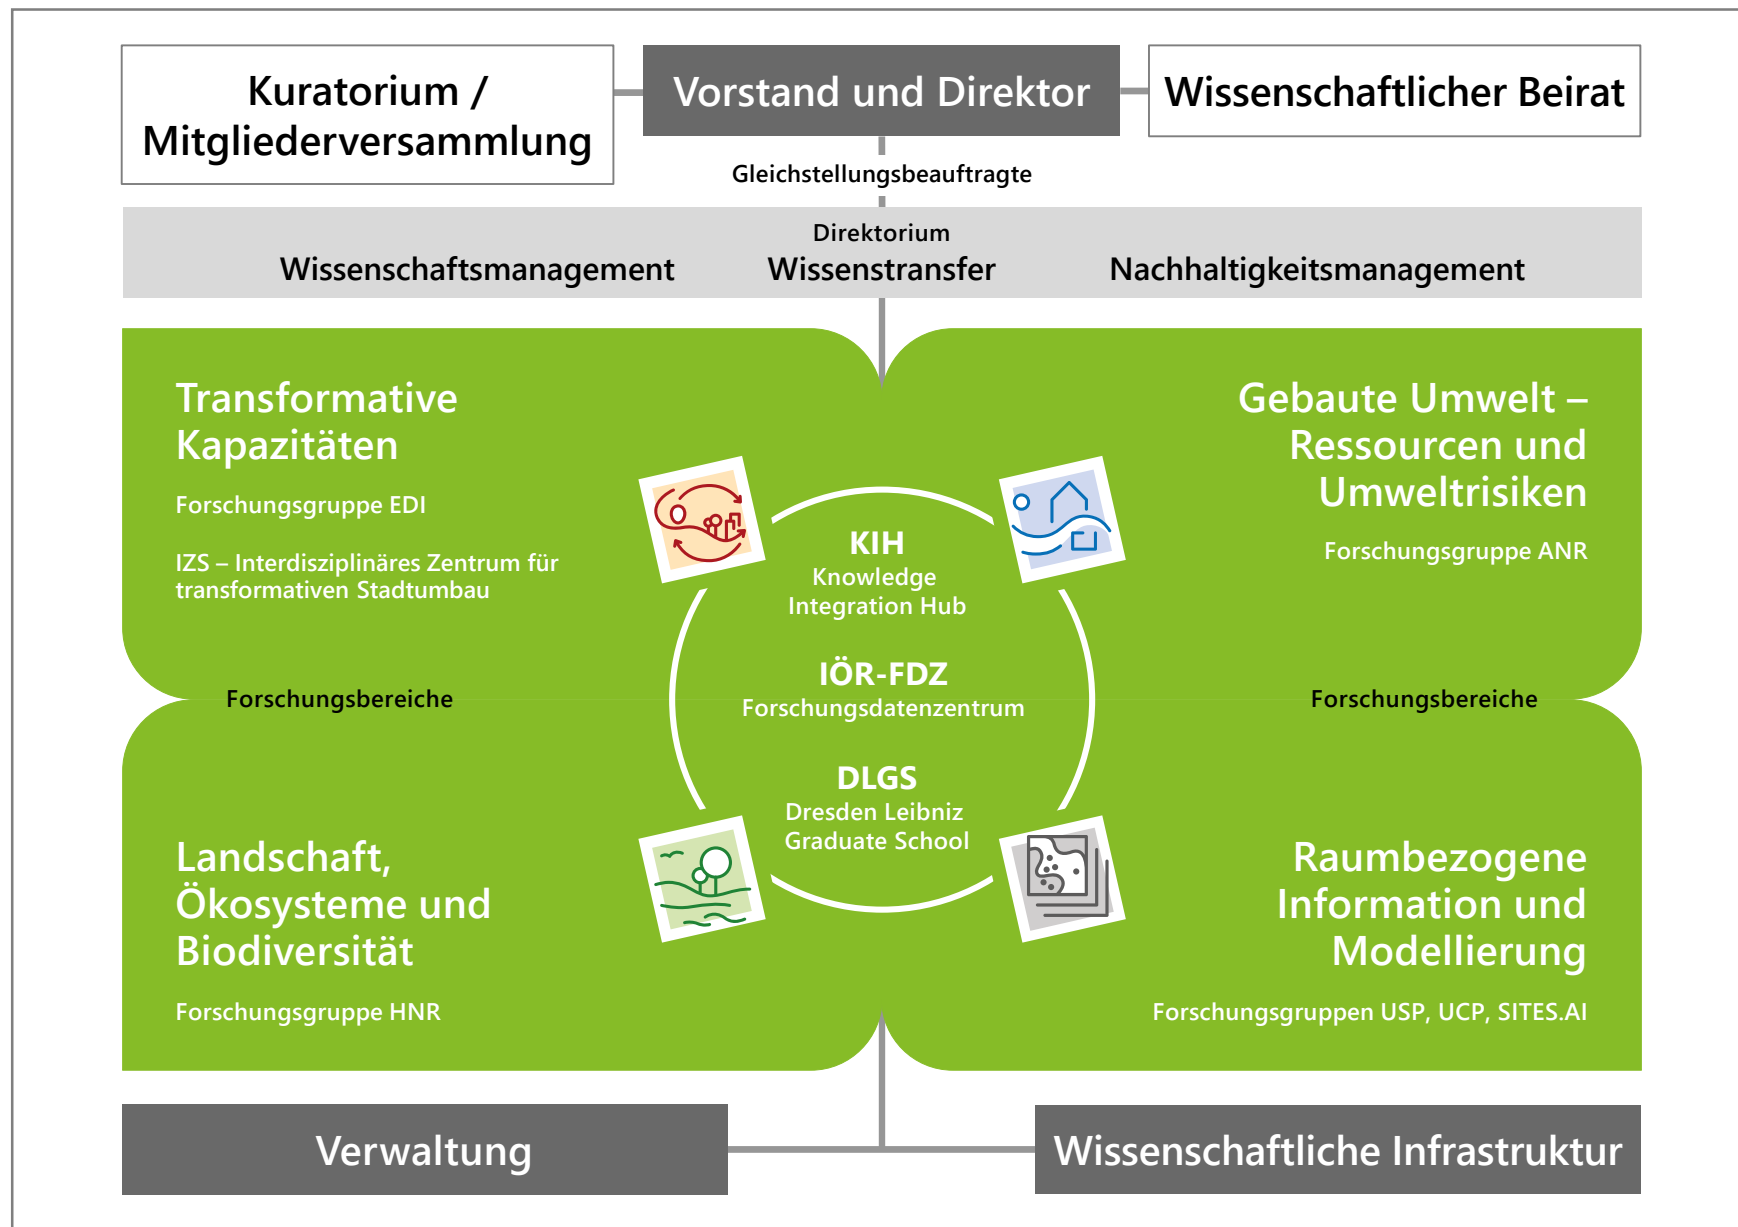 Kuratorium /
Mitgliederversammlung
Vorstand und Direktor
Wissenschaftlicher Beirat
Gleichstellungsbeauftragte
Direktorium
Wissenschaftsmanagement
Wissenstransfer
Nachhaltigkeitsmanagement
Transformative
Kapazitäten
Forschungsgruppe EDI
IZS – Interdisziplinäres Zentrum für
transformativen Stadtumbau
Gebaute Umwelt –
Ressourcen und
Umweltrisiken
Forschungsgruppe ANR
KIH
Knowledge
Integration Hub
IÖR-FDZ
Forschungsdatenzentrum
DLGS
Dresden Leibniz
Graduate School
Forschungsbereiche
Forschungsbereiche
Landschaft,
Ökosysteme und
Biodiversität
Forschungsgruppe HNR
Raumbezogene
Information und
Modellierung
Forschungsgruppen USP, UCP, SITES.AI
Verwaltung
Wissenschaftliche Infrastruktur